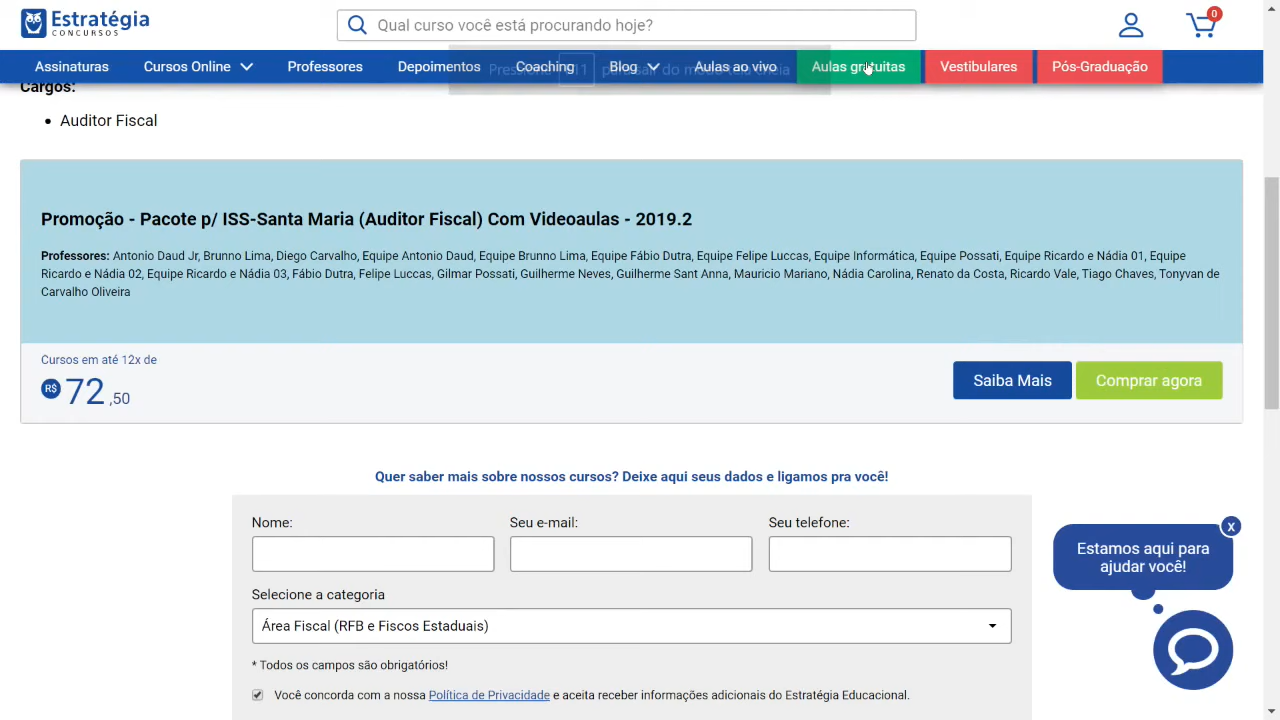 Estratégia
CONCURSOS
Qual curso você está procurando hoje?
0
Assinaturas
Cursos Online
Professores
Depoimentos
Coaching
Blog
Aulas ao vivo
Aulas gratuitas
Vestibulares
Pós-Graduação
Pressione 11 para sair do modo tela cheia
Cargos:
Auditor Fiscal
Promoção - Pacote p/ ISS-Santa Maria (Auditor Fiscal) Com Videoaulas - 2019.2
Professores: Antonio Daud Jr, Brunno Lima, Diego Carvalho, Equipe Antonio Daud, Equipe Brunno Lima, Equipe Fábio Dutra, Equipe Felipe Luccas, Equipe Informática, Equipe Possati, Equipe Ricardo e Nádia 01, Equipe
Ricardo e Nádia 02, Equipe Ricardo e Nádia 03, Fábio Dutra, Felipe Luccas, Gilmar Possati, Guilherme Neves, Guilherme Sant Anna, Mauricio Mariano, Nádia Carolina, Renato da Costa, Ricardo Vale, Tiago Chaves, Tonyvan de
Carvalho Oliveira
Cursos em até 12x de
R$ 72 ,50
Saiba Mais
Comprar agora
Quer saber mais sobre nossos cursos? Deixe aqui seus dados e ligamos pra você!
Nome:
Seu e-mail:
Seu telefone:
Selecione a categoria
Área Fiscal (RFB e Fiscos Estaduais)
* Todos os campos são obrigatórios!
Você concorda com a nossa Política de Privacidade e aceita receber informações adicionais do Estratégia Educacional.
x
Estamos aqui para
ajudar você!